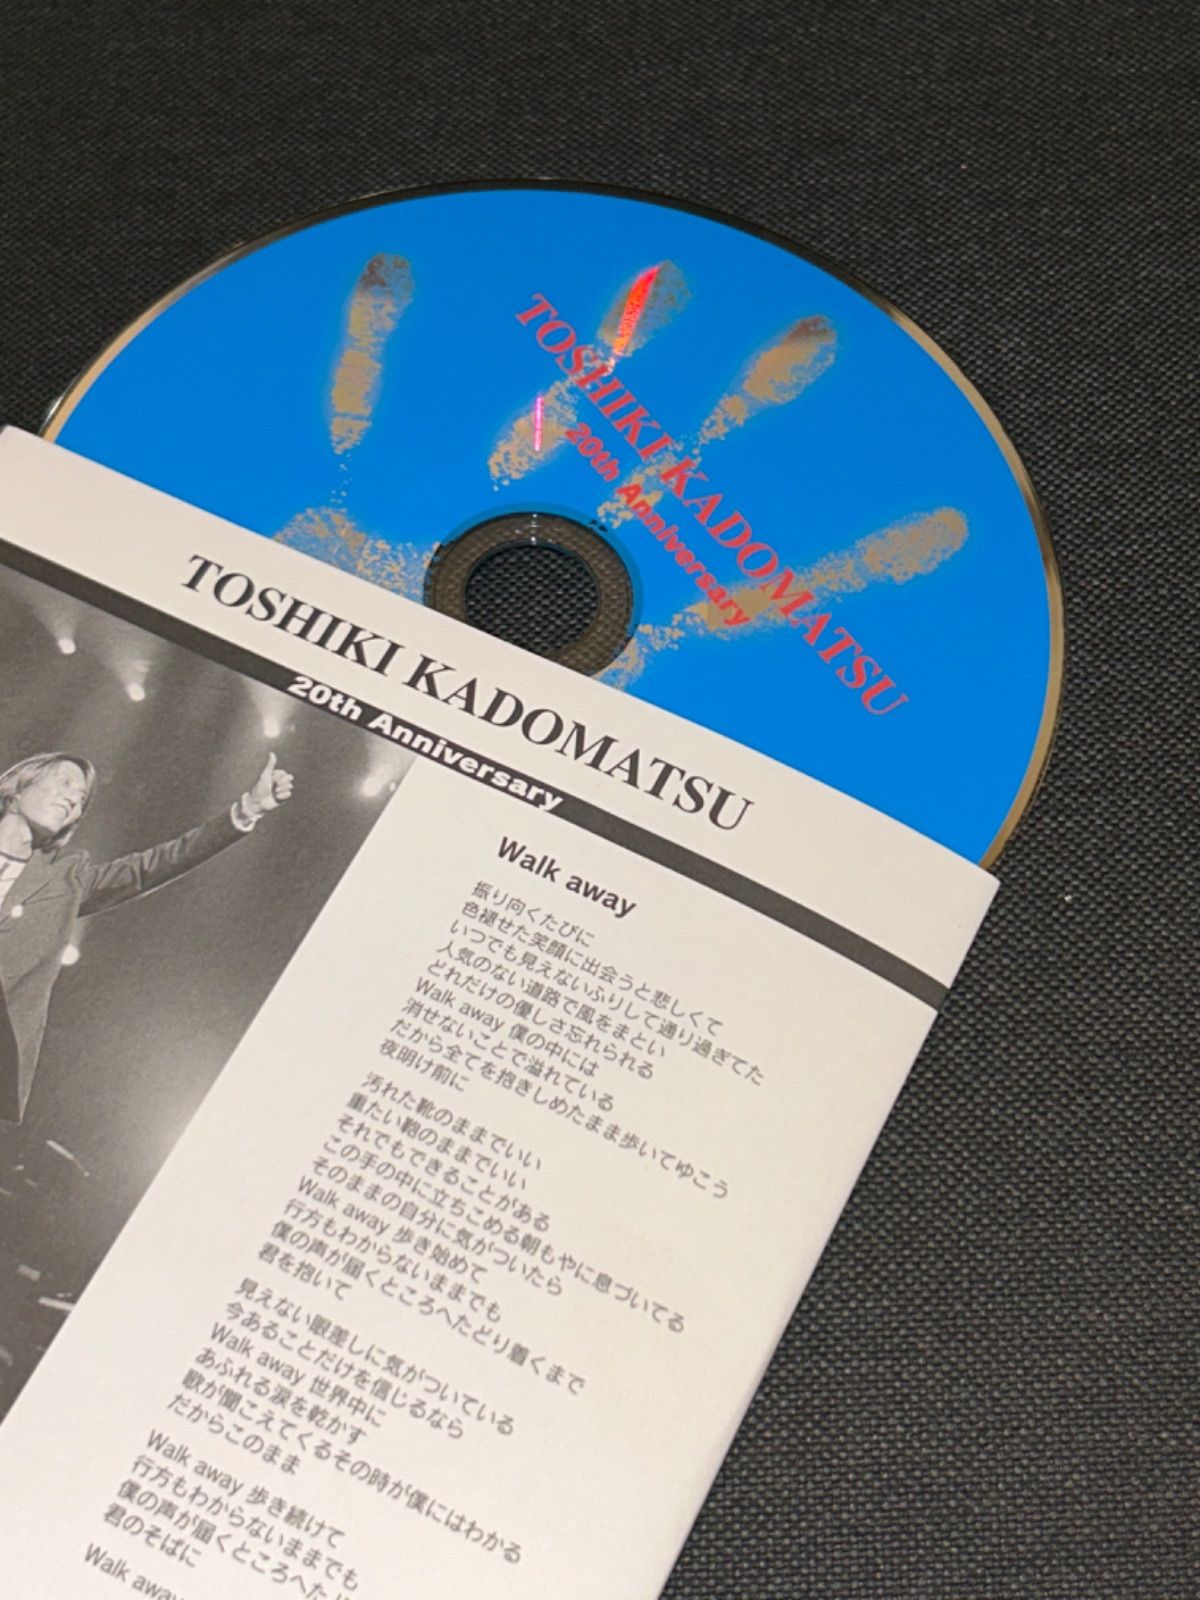 TOSHIKI KADOMATSU
20th Anniversary
TOSHIKI KADOMATSU
20th Anniversary
Walk away
振り向くたびに
色褪せた笑顔に出会うと悲しくて
いつでも見えないふりして通り過ぎてた
人気のない道路で風をまとい
どれだけの優しさ忘れられる
Walk away 僕の中には
消せないことで溢れている
だから全てを抱きしめたまま歩いてゆこう
夜明け前に
汚れた靴のままでいい
重たい鞄のままでいい
それでもできることがある
この手の中に立ちこめる朝もやに息づいてる
そのままの自分に気がついたら
Walk away 歩き始めて
行方もわからないままでも
僕の声が届くところへたどり着くまで
君を抱いて
見えない眼差しに気がついている
今あることだけを信じるなら
Walk away 世界中に
あふれる涙を乾かす
歌が聞こえてくるその時が僕にはわかる
だからこのまま
Walk away 歩き続けて
行方もわからないままでも
僕の声が届くところへた
君のそばに
Walk away